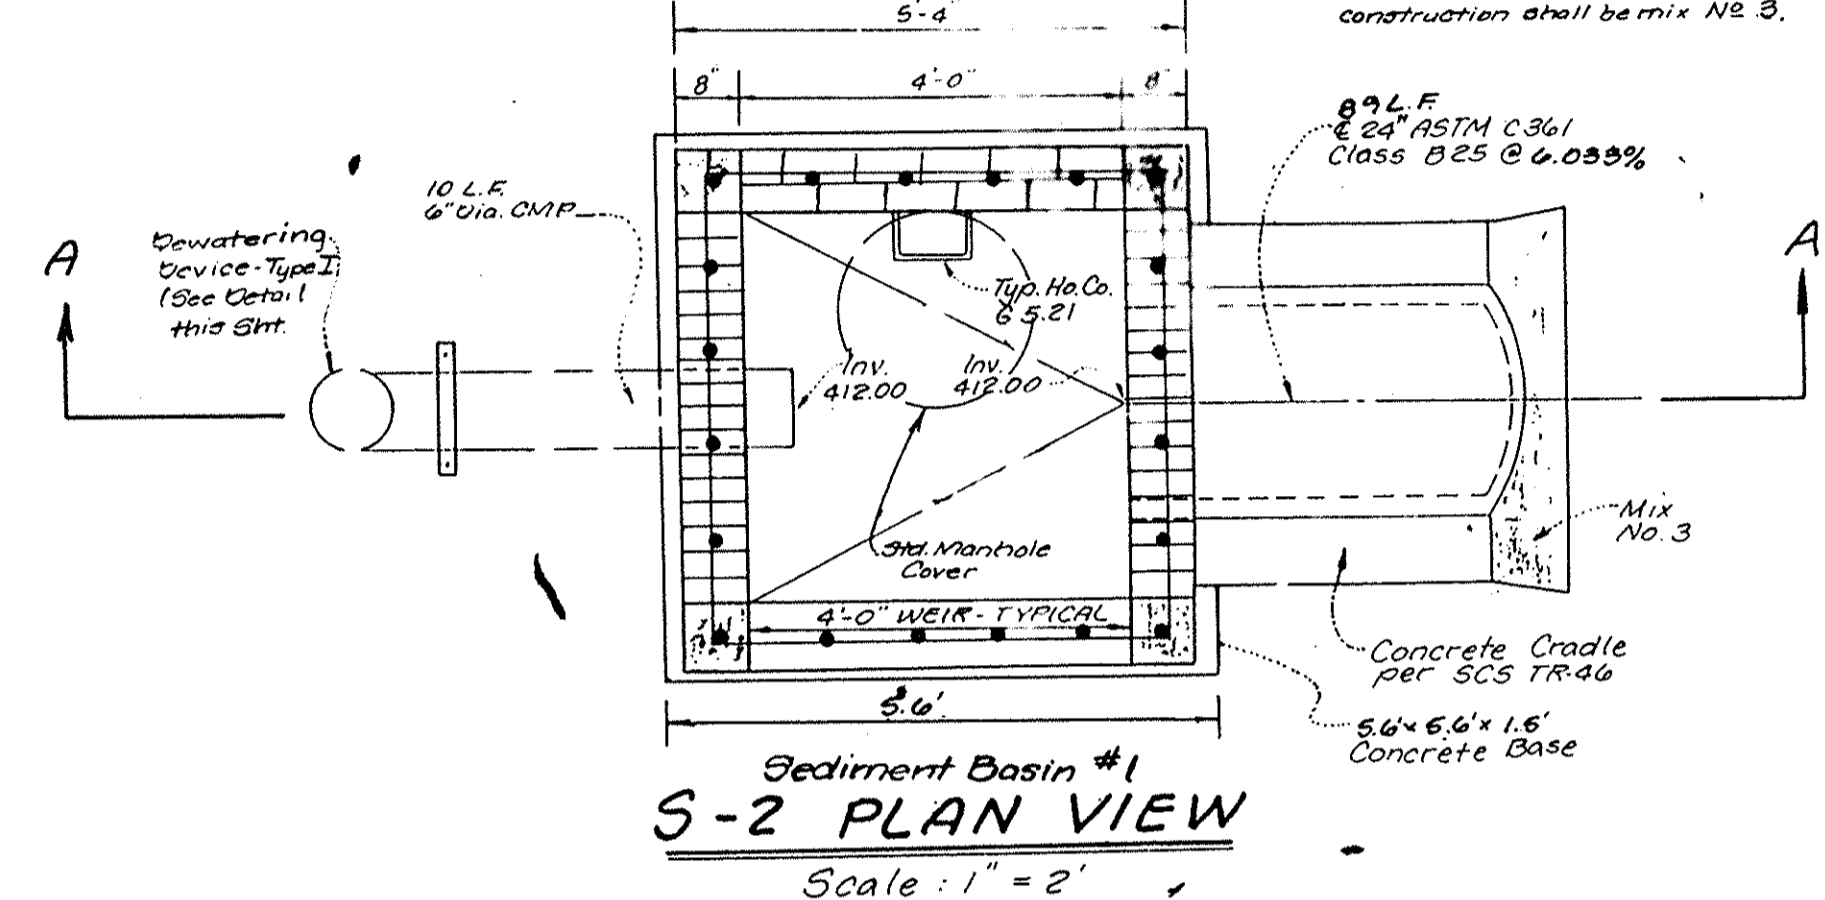 5'-4"
construction shall be mix Nº 3.
8"
4'-0"
8"
89 L.F.
℄ 24" ASTM C361
Class B25 @ 6.033%
10 L.F.
6" Dia. CMP
Dewatering
Device-Type I
(See Detail
this Sht.
A
A
Typ. Ho. Co.
G 5.21
Inv.
412.00
Inv.
412.00
Std. Manhole
Cover
Mix
No. 3
4'-0" WEIR - TYPICAL
Concrete Cradle
per SCS TR-46
5.6'
5.6' x 5.6' x 1.5'
Concrete Base
Sediment Basin #1
S-2 PLAN VIEW
Scale : 1" = 2'